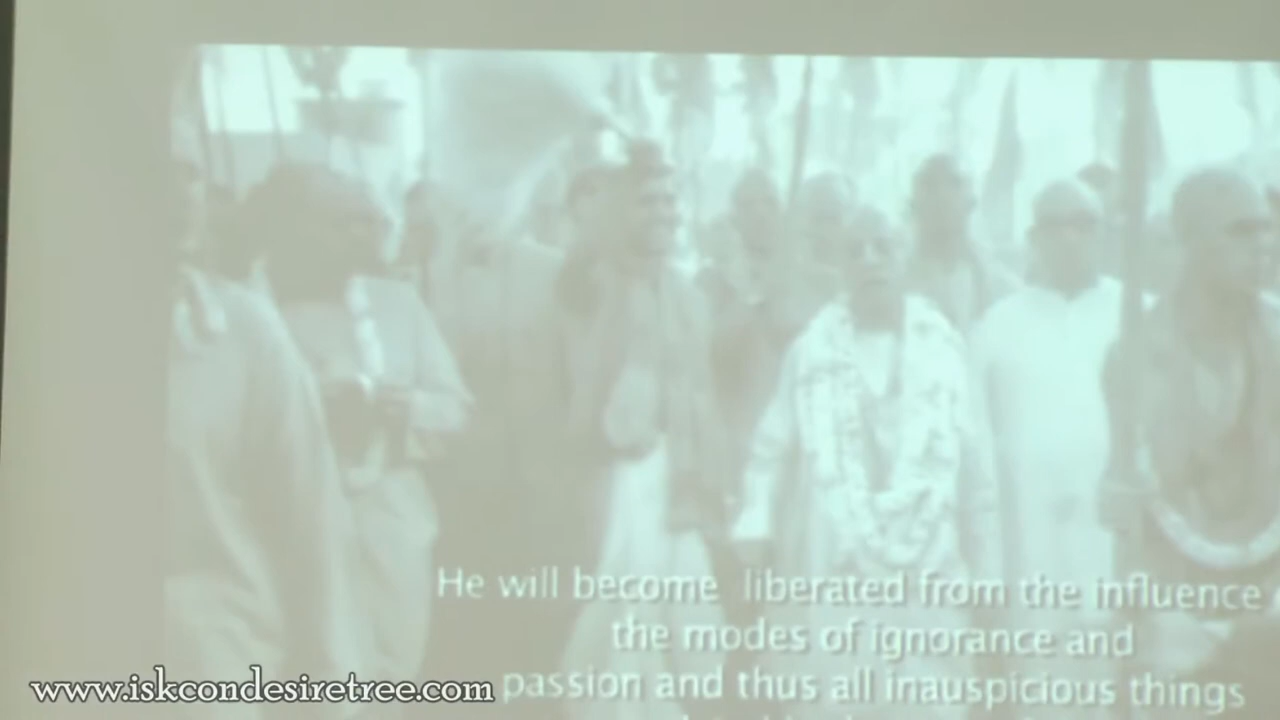 He will become liberated from the influence
the modes of ignorance and
passion and thus all inauspicious things
www.iskcondesiretree.com